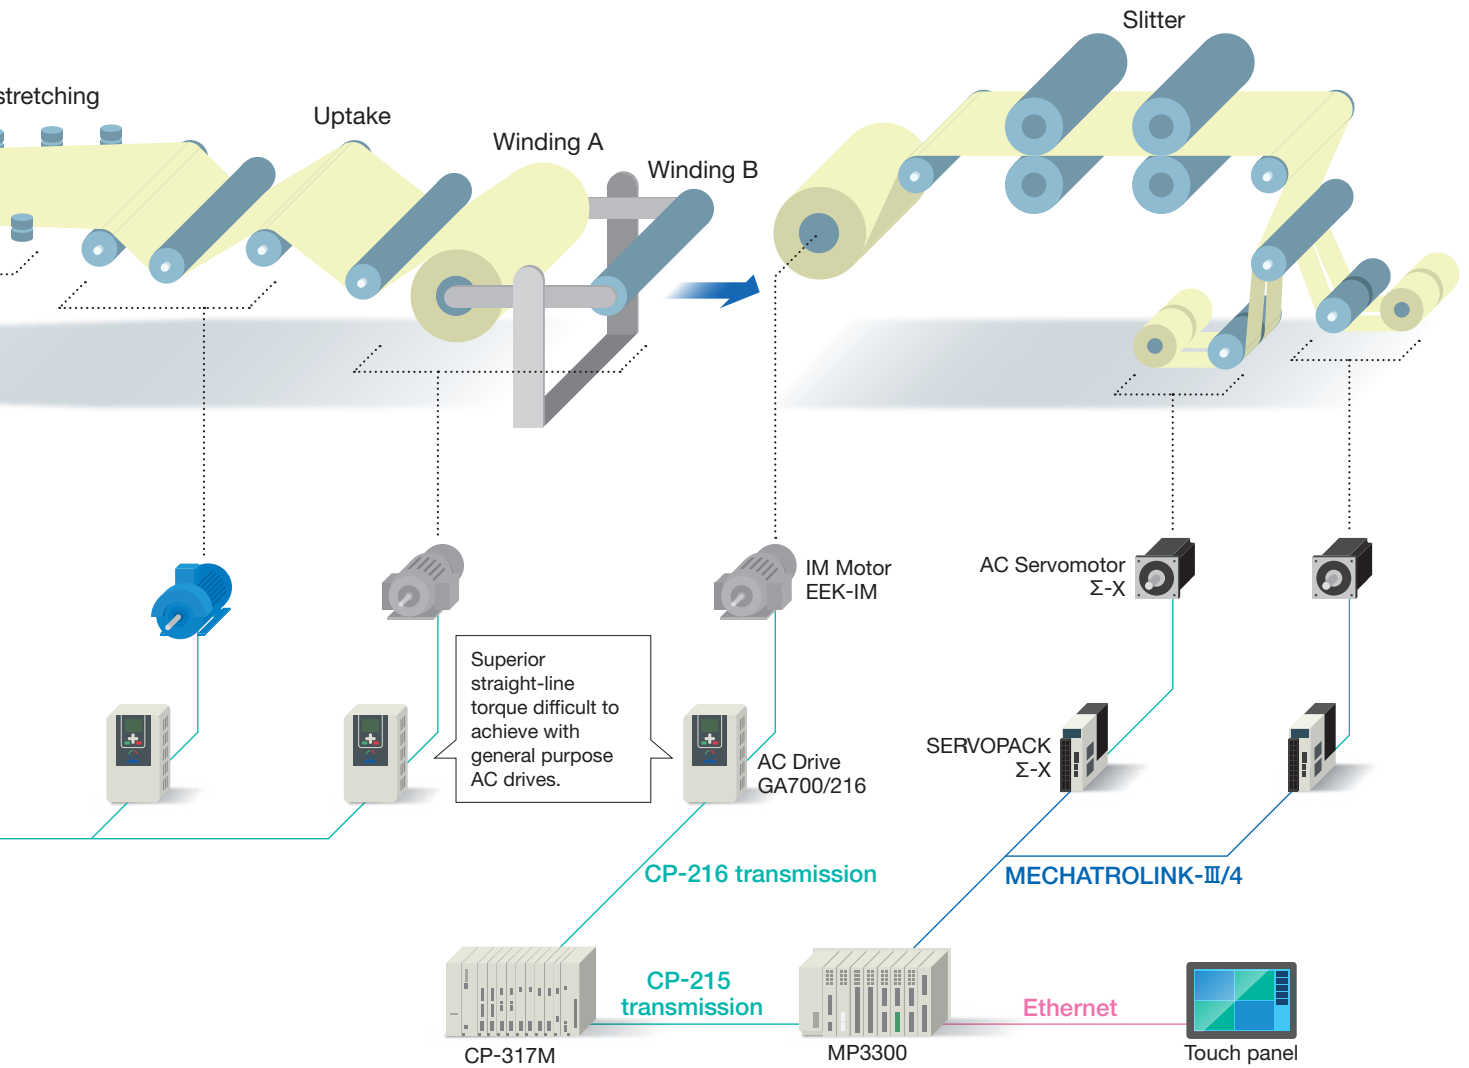 Slitter
stretching
Uptake
Winding A
Winding B
IM Motor
EEK-IM
AC Servomotor
Σ-X
Superior
straight-line
torque difficult to
achieve with
general purpose
AC drives.
AC Drive
GA700/216
SERVOPACK
Σ-X
CP-216 transmission
MECHATROLINK-Ⅲ/4
CP-215
transmission
Ethernet
CP-317M
MP3300
Touch panel